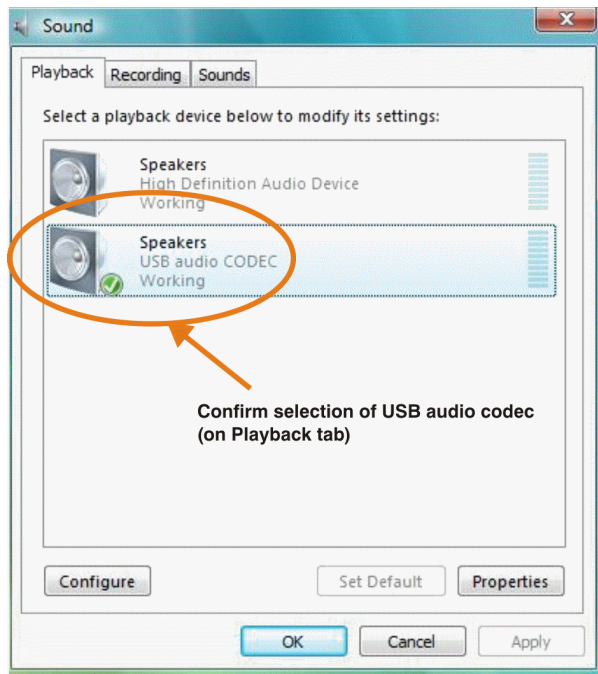 Sound
Playback Recording Sounds
Select a playback device below to modify its settings:
Speakers
High Definition Audio Device
Working
Speakers
USB audio CODEC
Working
Confirm selection of USB audio codec
(on Playback tab)
Configure Set Default Properties
OK Cancel Apply